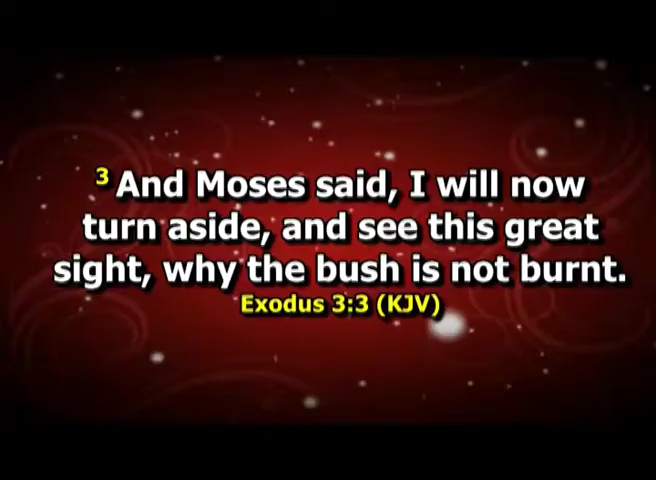 3 And Moses said, I will now
turn aside, and see this great
sight, why the bush is not burnt.
Exodus 3:3 (KJV)